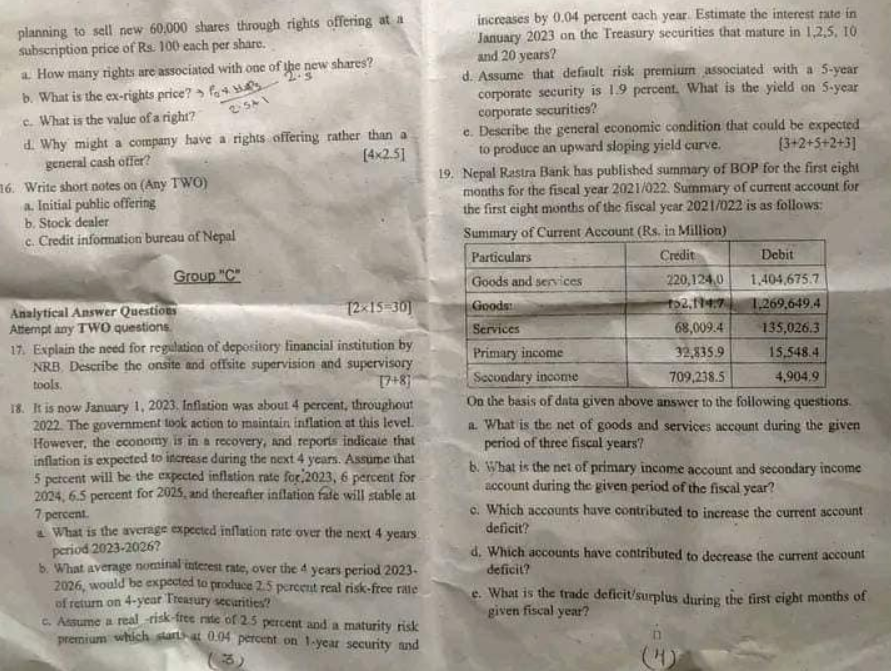 planning to sell new 60,000 shares through rights offering at a
subscription price of Rs. 100 each per share.
a. How many rights are associated with one of the new shares?
2.5
b. What is the ex-rights price?
2.5+1
c. What is the value of a right?
d. Why might a company have a rights offering rather than a
general cash offer? [4×2.5]
16. Write short notes on (Any TWO)
a. Initial public offering
b. Stock dealer
c. Credit information bureau of Nepal
Group "C"
Analytical Answer Questions [2×15=30]
Attempt any TWO questions.
17. Explain the need for regulation of depository financial institution by
NRB. Describe the onsite and offsite supervision and supervisory
tools. [7+8]
18. It is now January 1, 2023. Inflation was about 4 percent, throughout
2022. The government took action to maintain inflation at this level.
However, the economy is in a recovery, and reports indicate that
inflation is expected to increase during the next 4 years. Assume that
5 percent will be the expected inflation rate for 2023, 6 percent for
2024, 6.5 percent for 2025, and thereafter inflation rate will stable at
7 percent.
a. What is the average expected inflation rate over the next 4 years
period 2023-2026?
b. What average nominal interest rate, over the 4 years period 2023-
2026, would be expected to produce 2.5 percent real risk-free rate
of return on 4-year Treasury securities?
c. Assume a real -risk-free rate of 2.5 percent and a maturity risk
premium which starts at 0.04 percent on 1-year security and
(3)
increases by 0.04 percent each year. Estimate the interest rate in
January 2023 on the Treasury securities that mature in 1,2,5, 10
and 20 years?
d. Assume that default risk premium associated with a 5-year
corporate security is 1.9 percent. What is the yield on 5-year
corporate securities?
e. Describe the general economic condition that could be expected
to produce an upward sloping yield curve. [3+2+5+2+3]
19. Nepal Rastra Bank has published summary of BOP for the first eight
months for the fiscal year 2021/022. Summary of current account for
the first eight months of the fiscal year 2021/022 is as follows:
Summary of Current Account (Rs. in Million)
Particulars Credit Debit
Goods and services 220,124.0 1,404,675.7
Goods: 152,114.7 1,269,649.4
Services 68,009.4 135,026.3
Primary income 32,835.9 15,548.4
Secondary income 709,238.5 4,904.9
On the basis of data given above answer to the following questions.
a. What is the net of goods and services account during the given
period of three fiscal years?
b. What is the net of primary income account and secondary income
account during the given period of the fiscal year?
c. Which accounts have contributed to increase the current account
deficit?
d. Which accounts have contributed to decrease the current account
deficit?
e. What is the trade deficit/surplus during the first eight months of
given fiscal year?
(4)